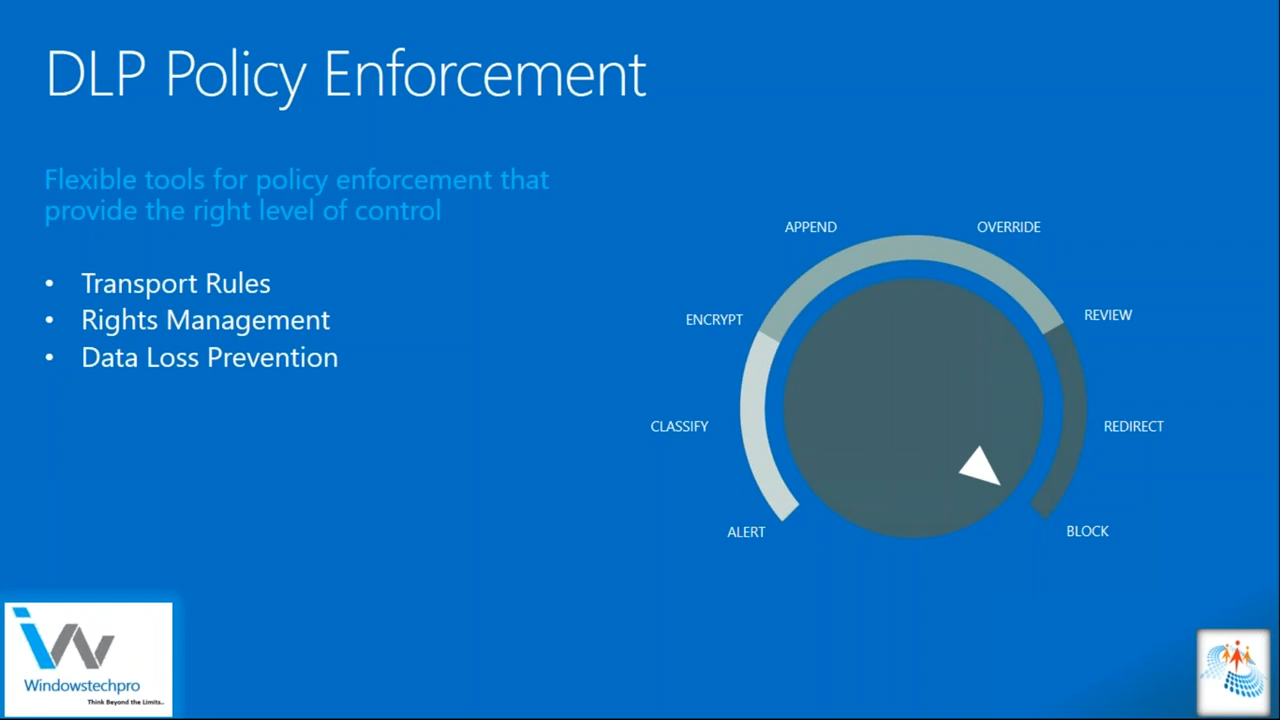 DLP Policy Enforcement
Flexible tools for policy enforcement that
provide the right level of control
• Transport Rules
• Rights Management
• Data Loss Prevention
APPEND
OVERRIDE
ENCRYPT
REVIEW
CLASSIFY
REDIRECT
ALERT
BLOCK
iW
Windowstechpro
Think Beyond the Limits..